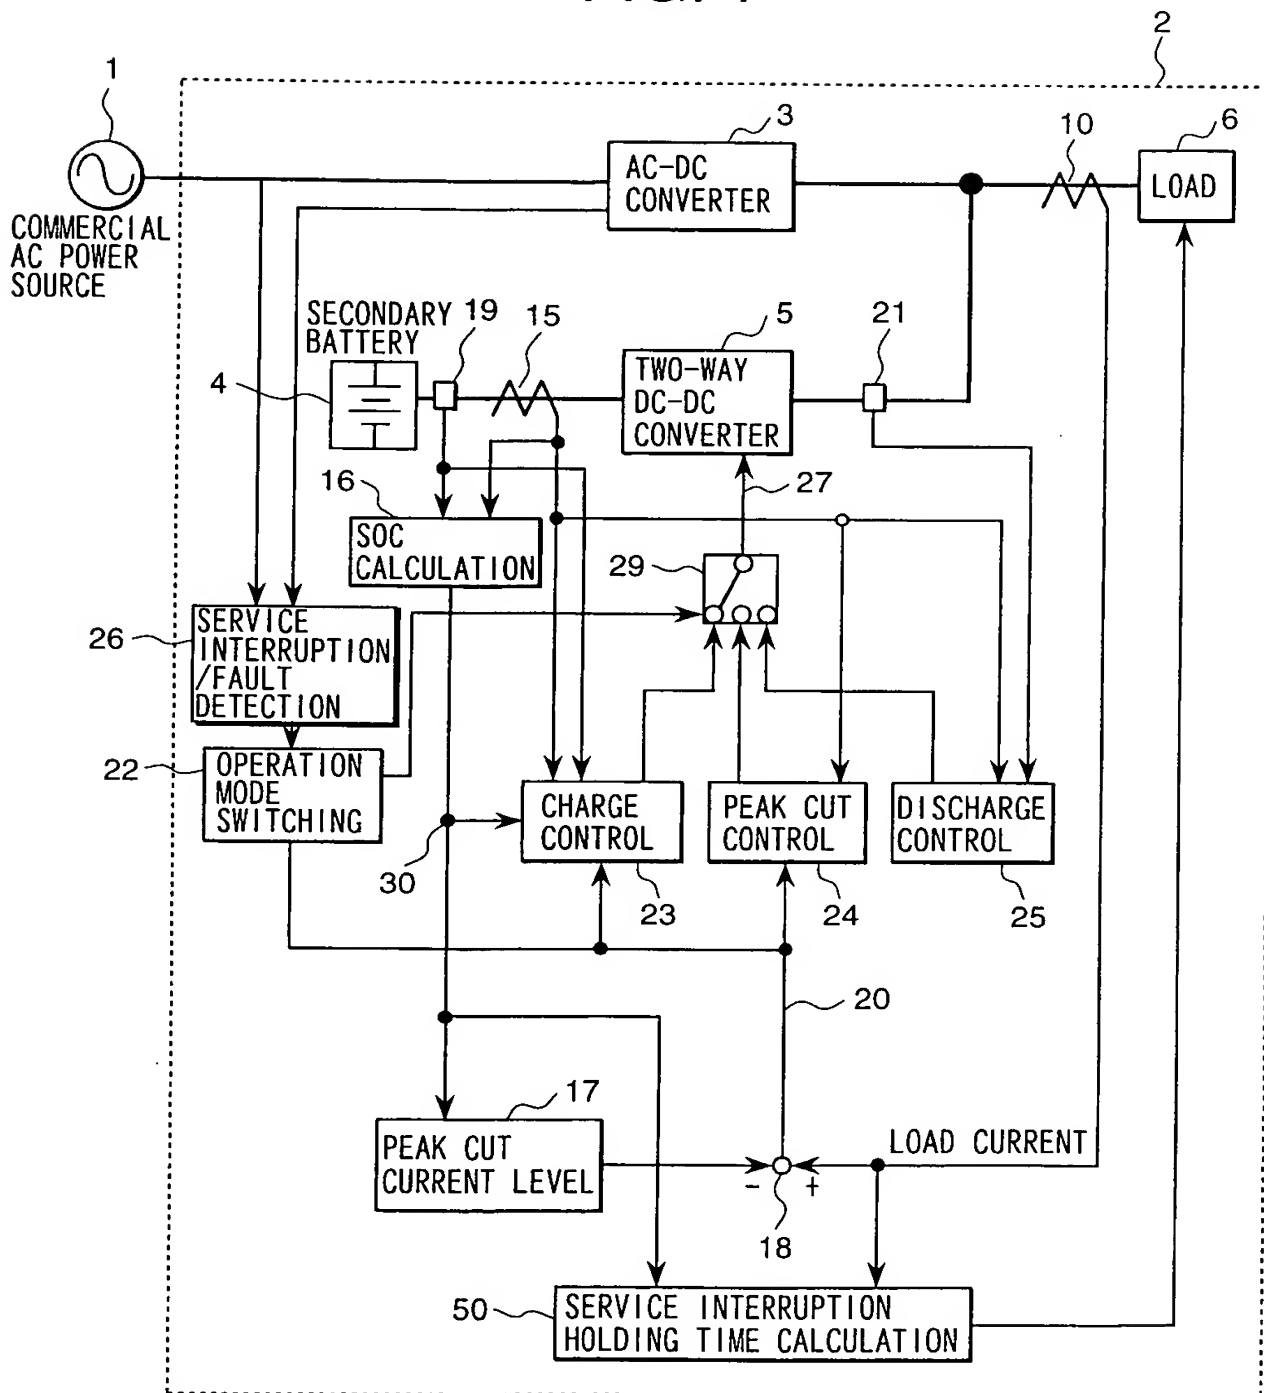 2
1
3
10
6
AC-DC
CONVERTER
LOAD
COMMERCIAL
AC POWER
SOURCE
SECONDARY
BATTERY
19
15
5
21
4
TWO-WAY
DC-DC
CONVERTER
16
27
SOC
CALCULATION
29
26
SERVICE
INTERRUPTION
/FAULT
DETECTION
22
OPERATION
MODE
SWITCHING
CHARGE
CONTROL
PEAK CUT
CONTROL
DISCHARGE
CONTROL
30
23
24
25
20
17
PEAK CUT
CURRENT LEVEL
LOAD CURRENT
- +
18
50
SERVICE INTERRUPTION
HOLDING TIME CALCULATION